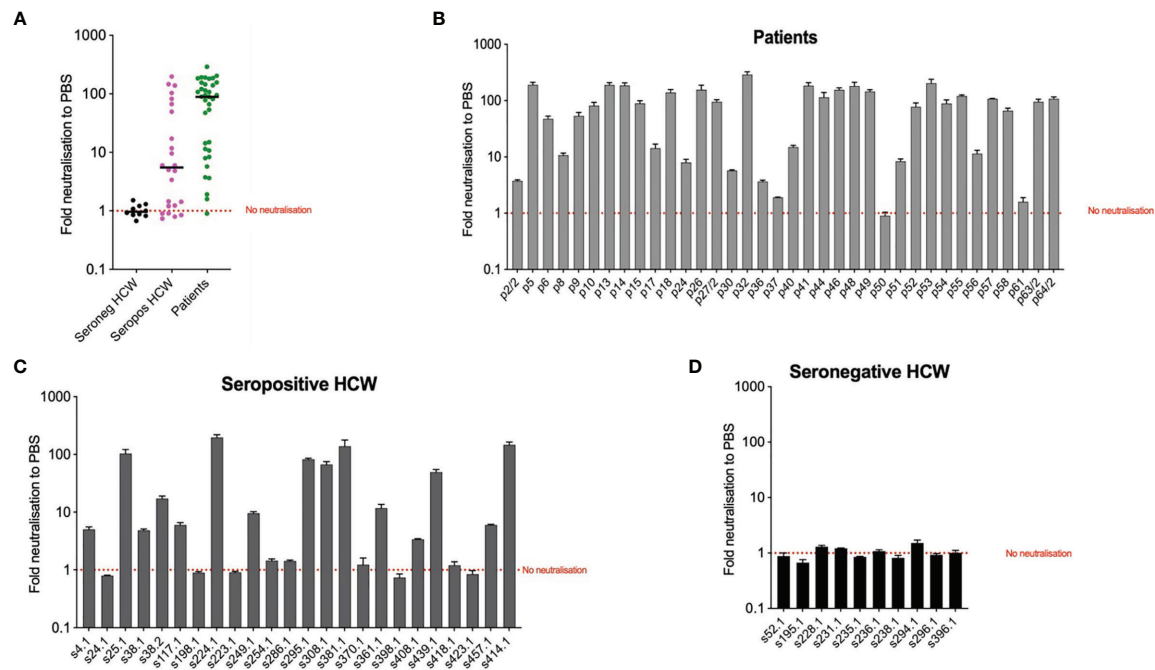 A
1000
100
10
1
0.1
Fold neutralisation to PBS
No neutralisation
Seroneg HCW
Seropos HCW
Patients
B
Patients
1000
100
10
1
0.1
Fold neutralisation to PBS
No neutralisation
p2/2
p5
p6
p8
p9
p10
p13
p14
p15
p17
p18
p24
p26
p27/2
p30
p32
p36
p37
p40
p41
p44
p46
p48
p49
p50
p51
p52
p53
p54
p55
p56
p57
p58
p61
p63/2
p64/2
C
Seropositive HCW
1000
100
10
1
0.1
Fold neutralisation to PBS
No neutralisation
s4.1
s24.1
s25.1
s38.1
s38.2
s117.1
s198.1
s224.1
s223.1
s249.1
s254.1
s286.1
s295.1
s308.1
s381.1
s370.1
s361.1
s398.1
s408.1
s439.1
s418.1
s423.1
s457.1
s414.1
D
Seronegative HCW
1000
100
10
1
0.1
Fold neutralisation to PBS
No neutralisation
s52.1
s195.1
s228.1
s231.1
s235.1
s236.1
s238.1
s294.1
s296.1
s396.1